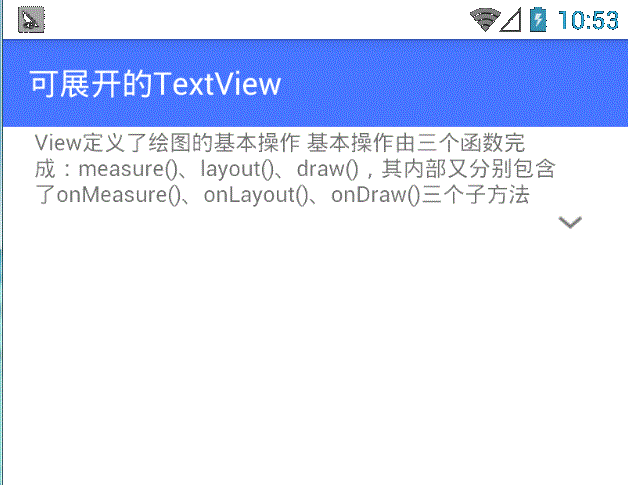 10:53
可展开的TextView
View定义了绘图的基本操作 基本操作由三个函数完
成：measure()、layout()、draw()，其内部又分别包含
了onMeasure()、onLayout()、onDraw()三个子方法